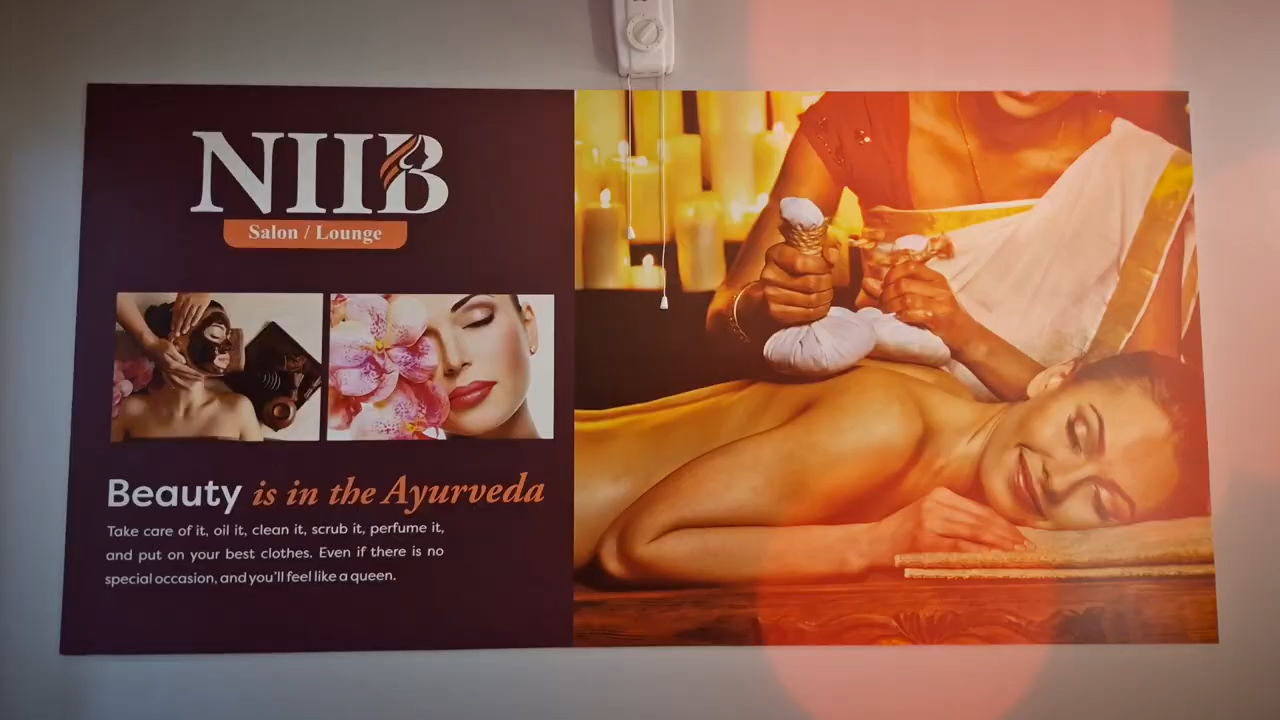 NIIB
Salon / Lounge
Beauty is in the Ayurveda
Take care of it, oil it, clean it, scrub it, perfume it,
and put on your best clothes. Even if there is no
special occasion, and you'll feel like a queen.